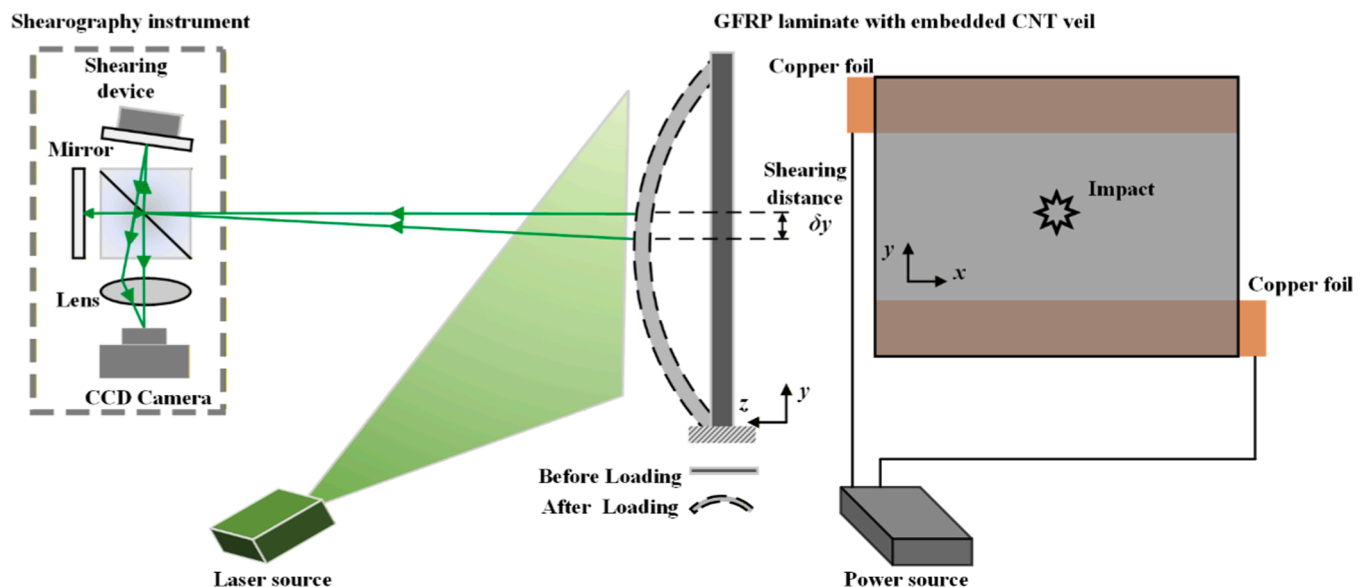 Shearography instrument
GFRP laminate with embedded CNT veil
Shearing
device
Copper foil
Mirror
Shearing
distance
δy
Impact
y
x
Lens
Copper foil
CCD Camera
z
y
Before Loading
After Loading
Laser source
Power source